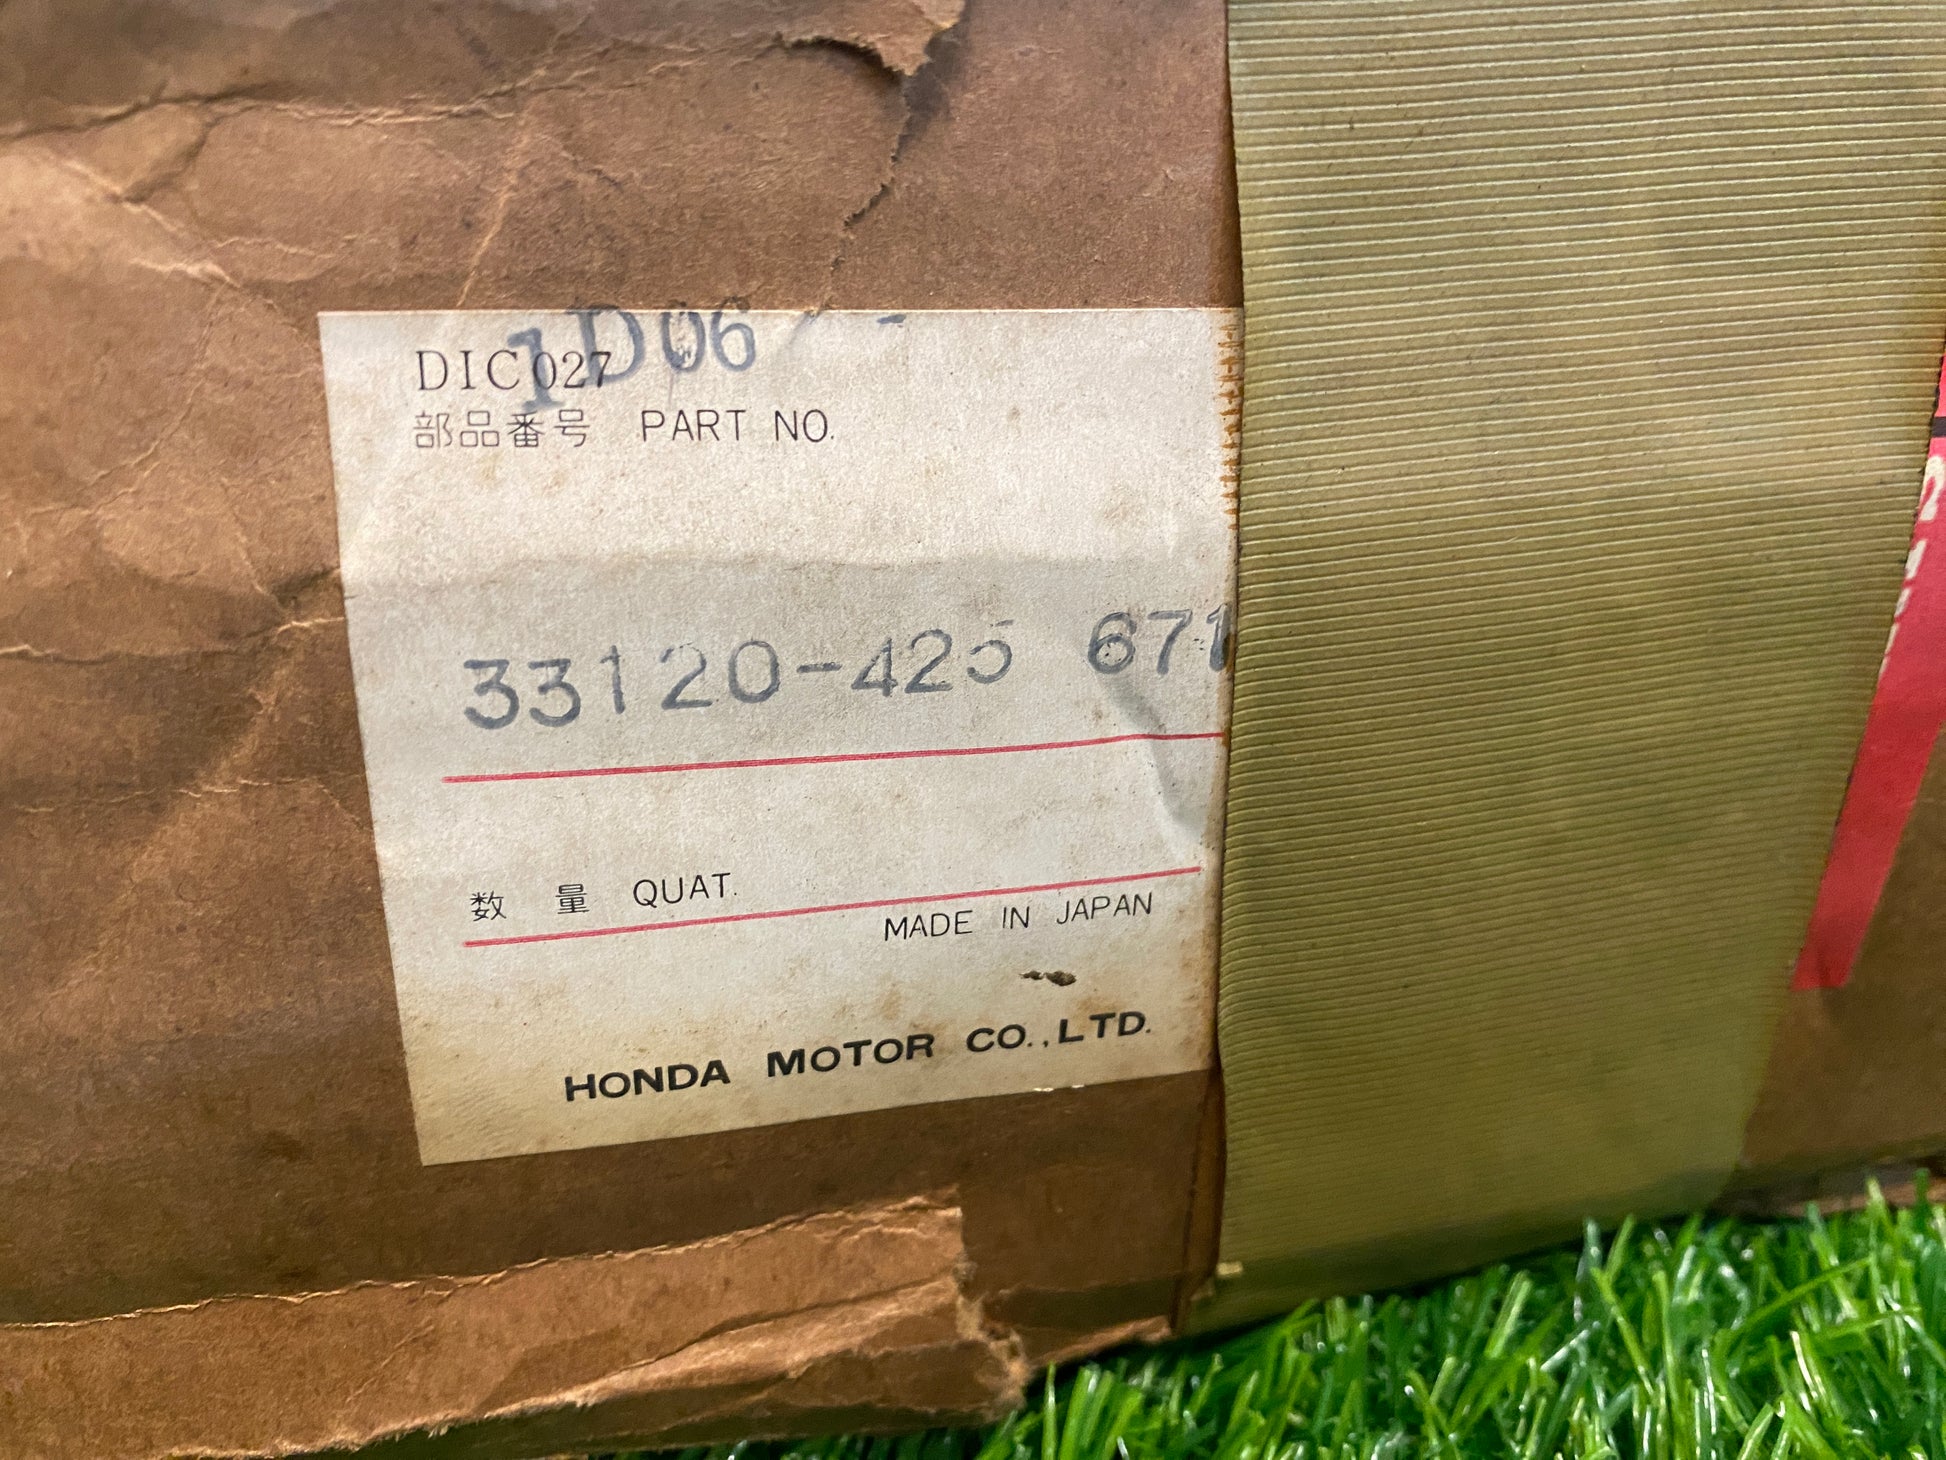 1D06
DIC027
部品番号 PART NO.
33120-425 671
数 量 QUAT.
MADE IN JAPAN
HONDA MOTOR CO.,LTD.